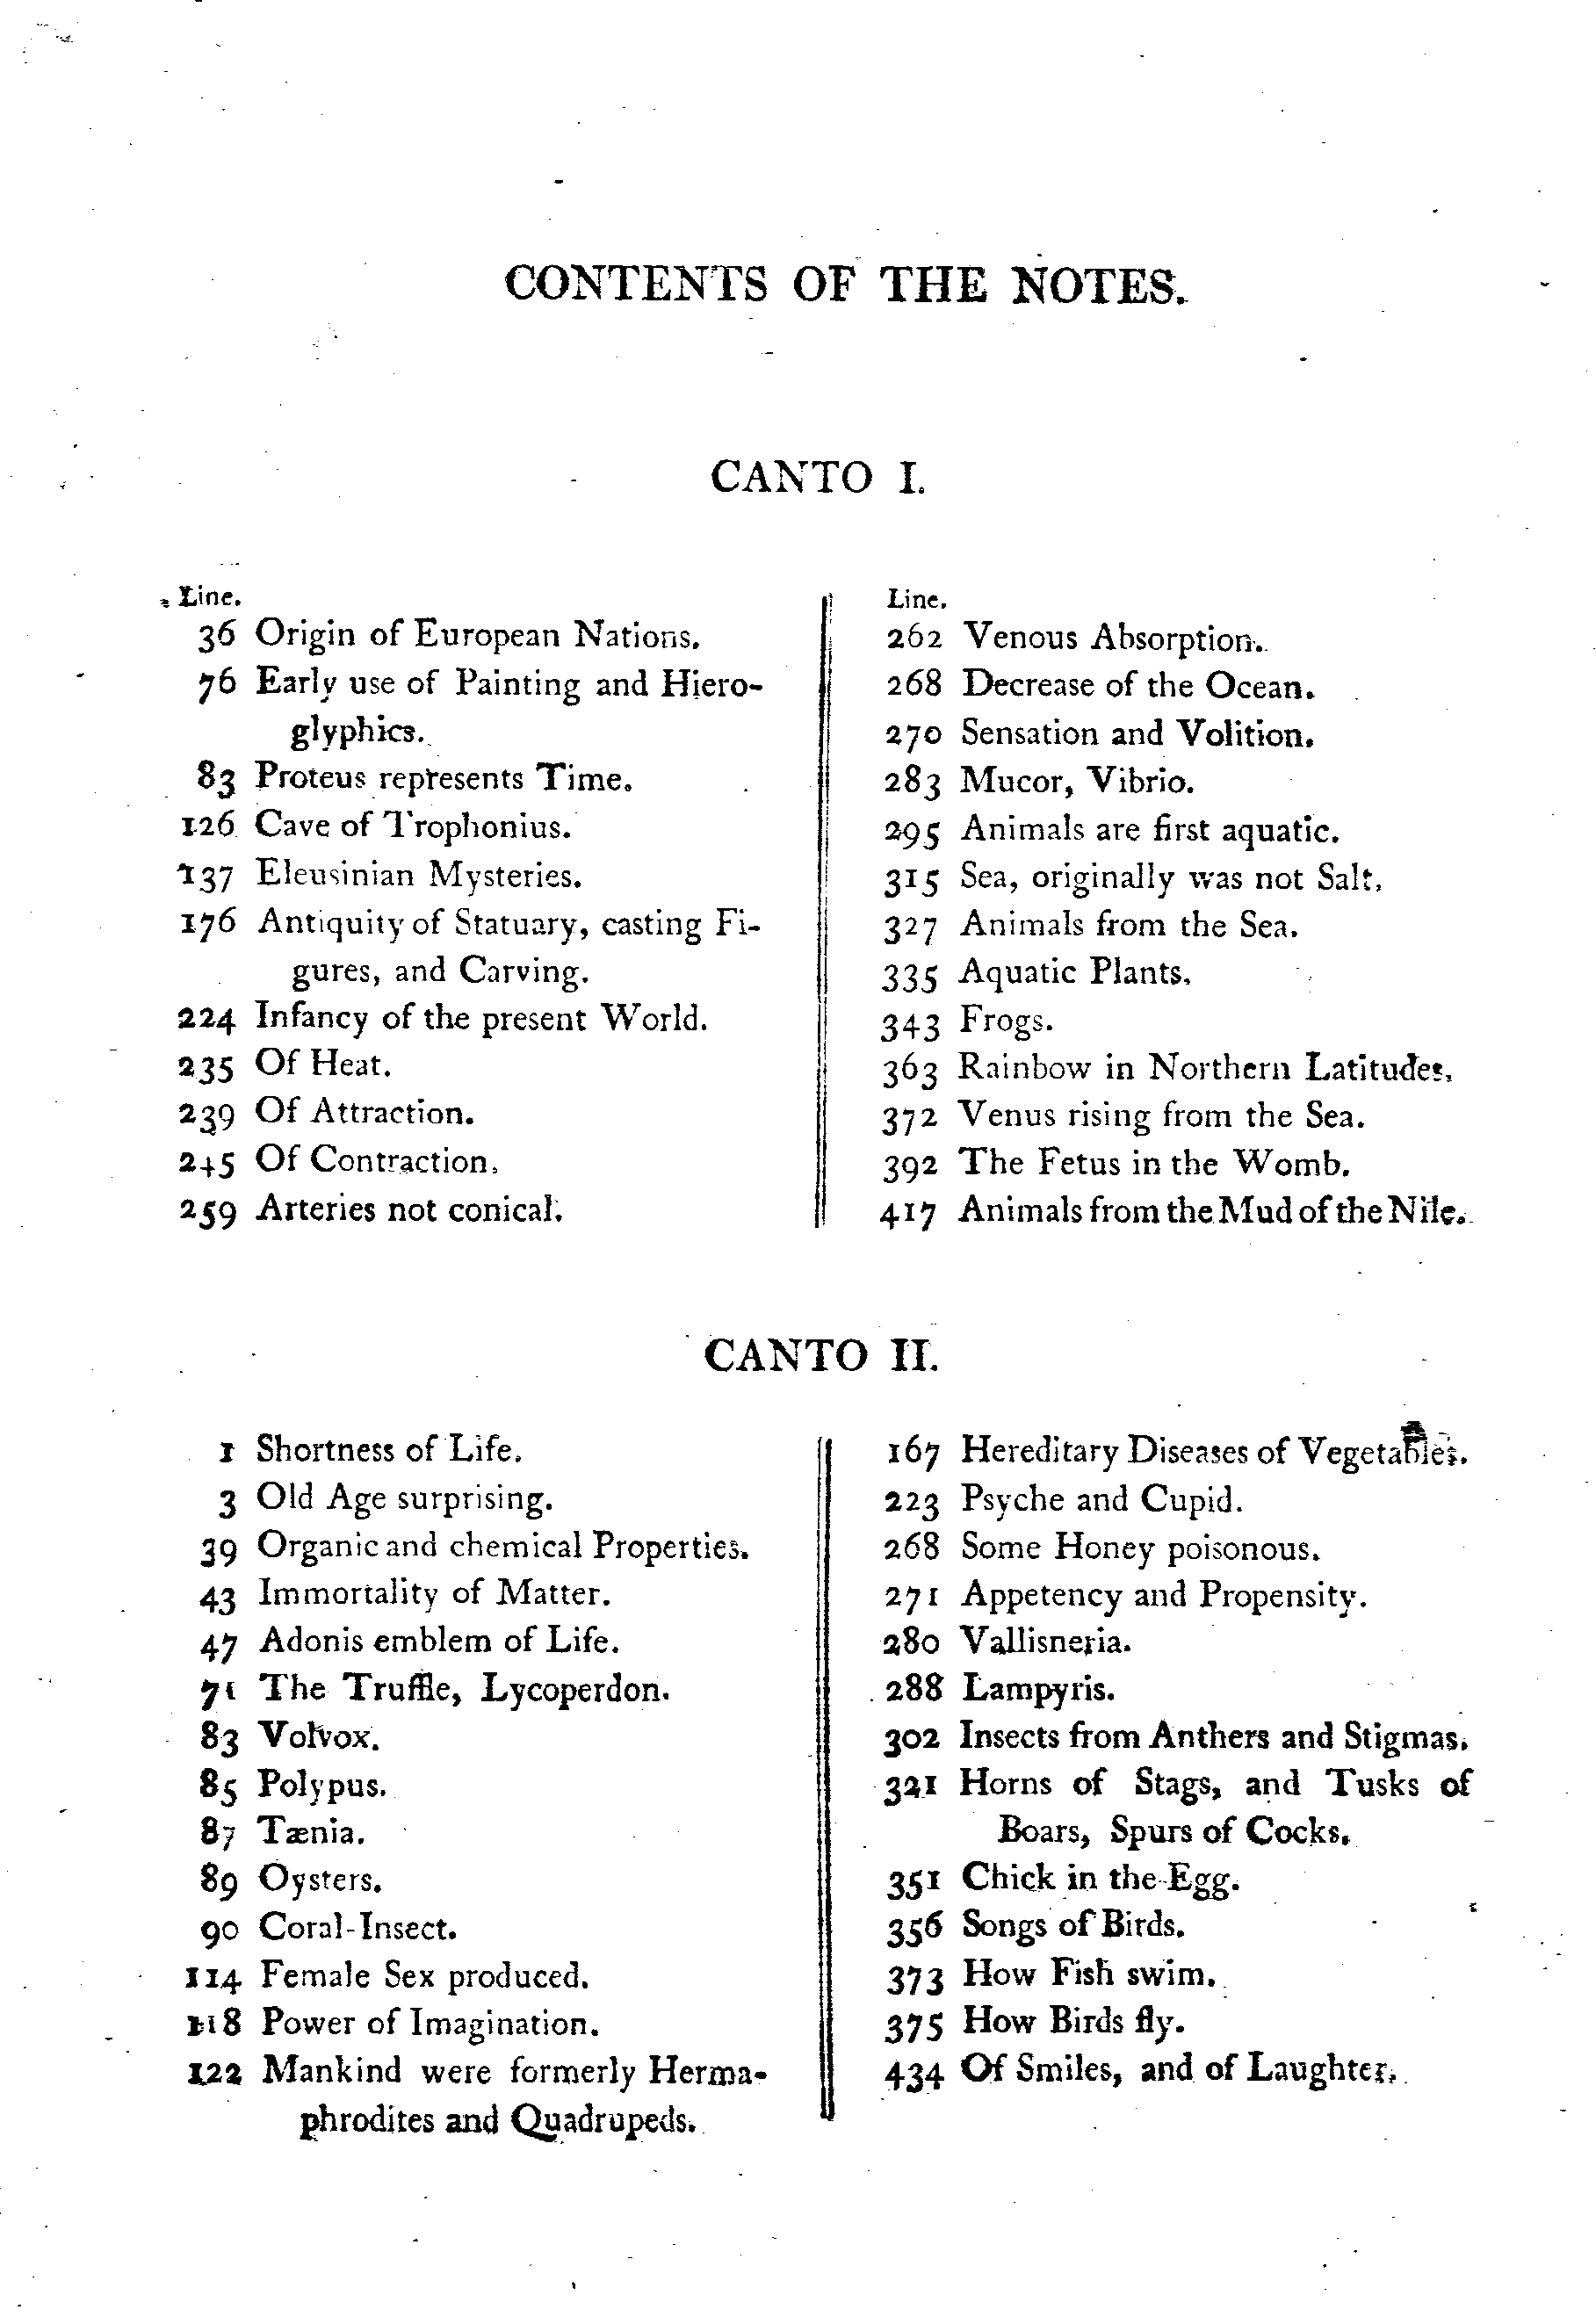 CONTENTS OF THE NOTES.
CANTO I.
Line.
36 Origin of European Nations.
76 Early use of Painting and Hiero-
glyphics.
83 Proteus represents Time.
126 Cave of Trophonius.
137 Eleusinian Mysteries.
176 Antiquity of Statuary, casting Fi-
gures, and Carving.
224 Infancy of the present World.
235 Of Heat.
239 Of Attraction.
245 Of Contraction.
259 Arteries not conical.
Line.
262 Venous Absorption.
268 Decrease of the Ocean.
270 Sensation and Volition.
283 Mucor, Vibrio.
295 Animals are first aquatic.
315 Sea, originally was not Salt.
327 Animals from the Sea.
335 Aquatic Plants.
343 Frogs.
363 Rainbow in Northern Latitudes.
372 Venus rising from the Sea.
392 The Fetus in the Womb.
417 Animals from the Mud of the Nile.
CANTO II.
1 Shortness of Life.
3 Old Age surprising.
39 Organic and chemical Properties.
43 Immortality of Matter.
47 Adonis emblem of Life.
71 The Truffle, Lycoperdon.
83 Volvox.
85 Polypus.
87 Tænia.
89 Oysters.
90 Coral-Insect.
114 Female Sex produced.
118 Power of Imagination.
122 Mankind were formerly Herma-
phrodites and Quadrupeds.
167 Hereditary Diseases of Vegetables.
223 Psyche and Cupid.
268 Some Honey poisonous.
271 Appetency and Propensity.
280 Vallisneria.
288 Lampyris.
302 Insects from Anthers and Stigmas.
321 Horns of Stags, and Tusks of
Boars, Spurs of Cocks.
351 Chick in the Egg.
356 Songs of Birds.
373 How Fish swim.
375 How Birds fly.
434 Of Smiles, and of Laughter.